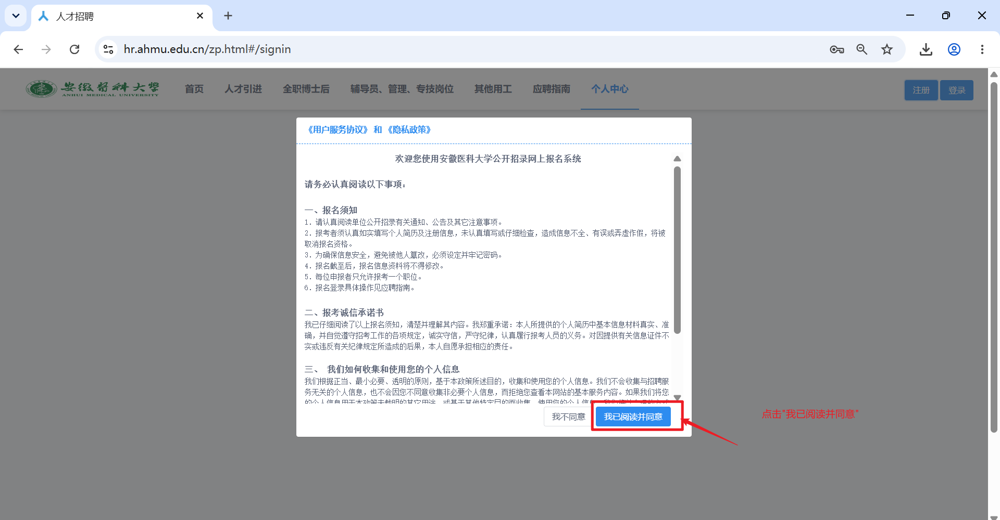 人才招聘
hr.ahmu.edu.cn/zp.html#/signin
安徽医科大学
ANHUI MEDICAL UNIVERSITY
首页 人才引进 全职博士后 辅导员、管理、专技岗位 其他用工 应聘指南 个人中心 注册 登录
《用户服务协议》 和 《隐私政策》
欢迎您使用安徽医科大学公开招录网上报名系统
请务必认真阅读以下事项：
一、报名须知
1. 请认真阅读单位公开招录有关通知、公告及其它注意事项。
2. 报考者须认真如实填写个人简历及注册信息，未认真填写或仔细检查，造成信息不全、有误或弄虚作假，将被
取消报名资格。
3. 为确保信息安全，避免被他人篡改，必须设定并牢记密码。
4. 报名截至后，报名信息资料将不得修改。
5. 每位申报者只允许报考一个职位。
6. 报名登录具体操作见应聘指南。
二、报考诚信承诺书
我已仔细阅读了以上报名须知，清楚并理解其内容。我郑重承诺：本人所提供的个人简历中基本信息材料真实、准
确，并自觉遵守招考工作的各项规定，诚实守信，严守纪律，认真履行报考人员的义务。对因提供有关信息证件不
实或违反有关纪律规定所造成的后果，本人自愿承担相应的责任。
三、 我们如何收集和使用您的个人信息
我们根据正当、最小必要、透明的原则，基于本政策所述目的，收集和使用您的个人信息。我们不会收集与招聘服
务无关的个人信息，也不会因您不同意收集非必要个人信息，而拒绝您查看本网站的基本服务内容。如果我们将您
的个人信息用于本政策未载明的其它用途，或基于其他特定目的而收集、使用您的个人信息，
我不同意 我已阅读并同意
点击"我已阅读并同意"